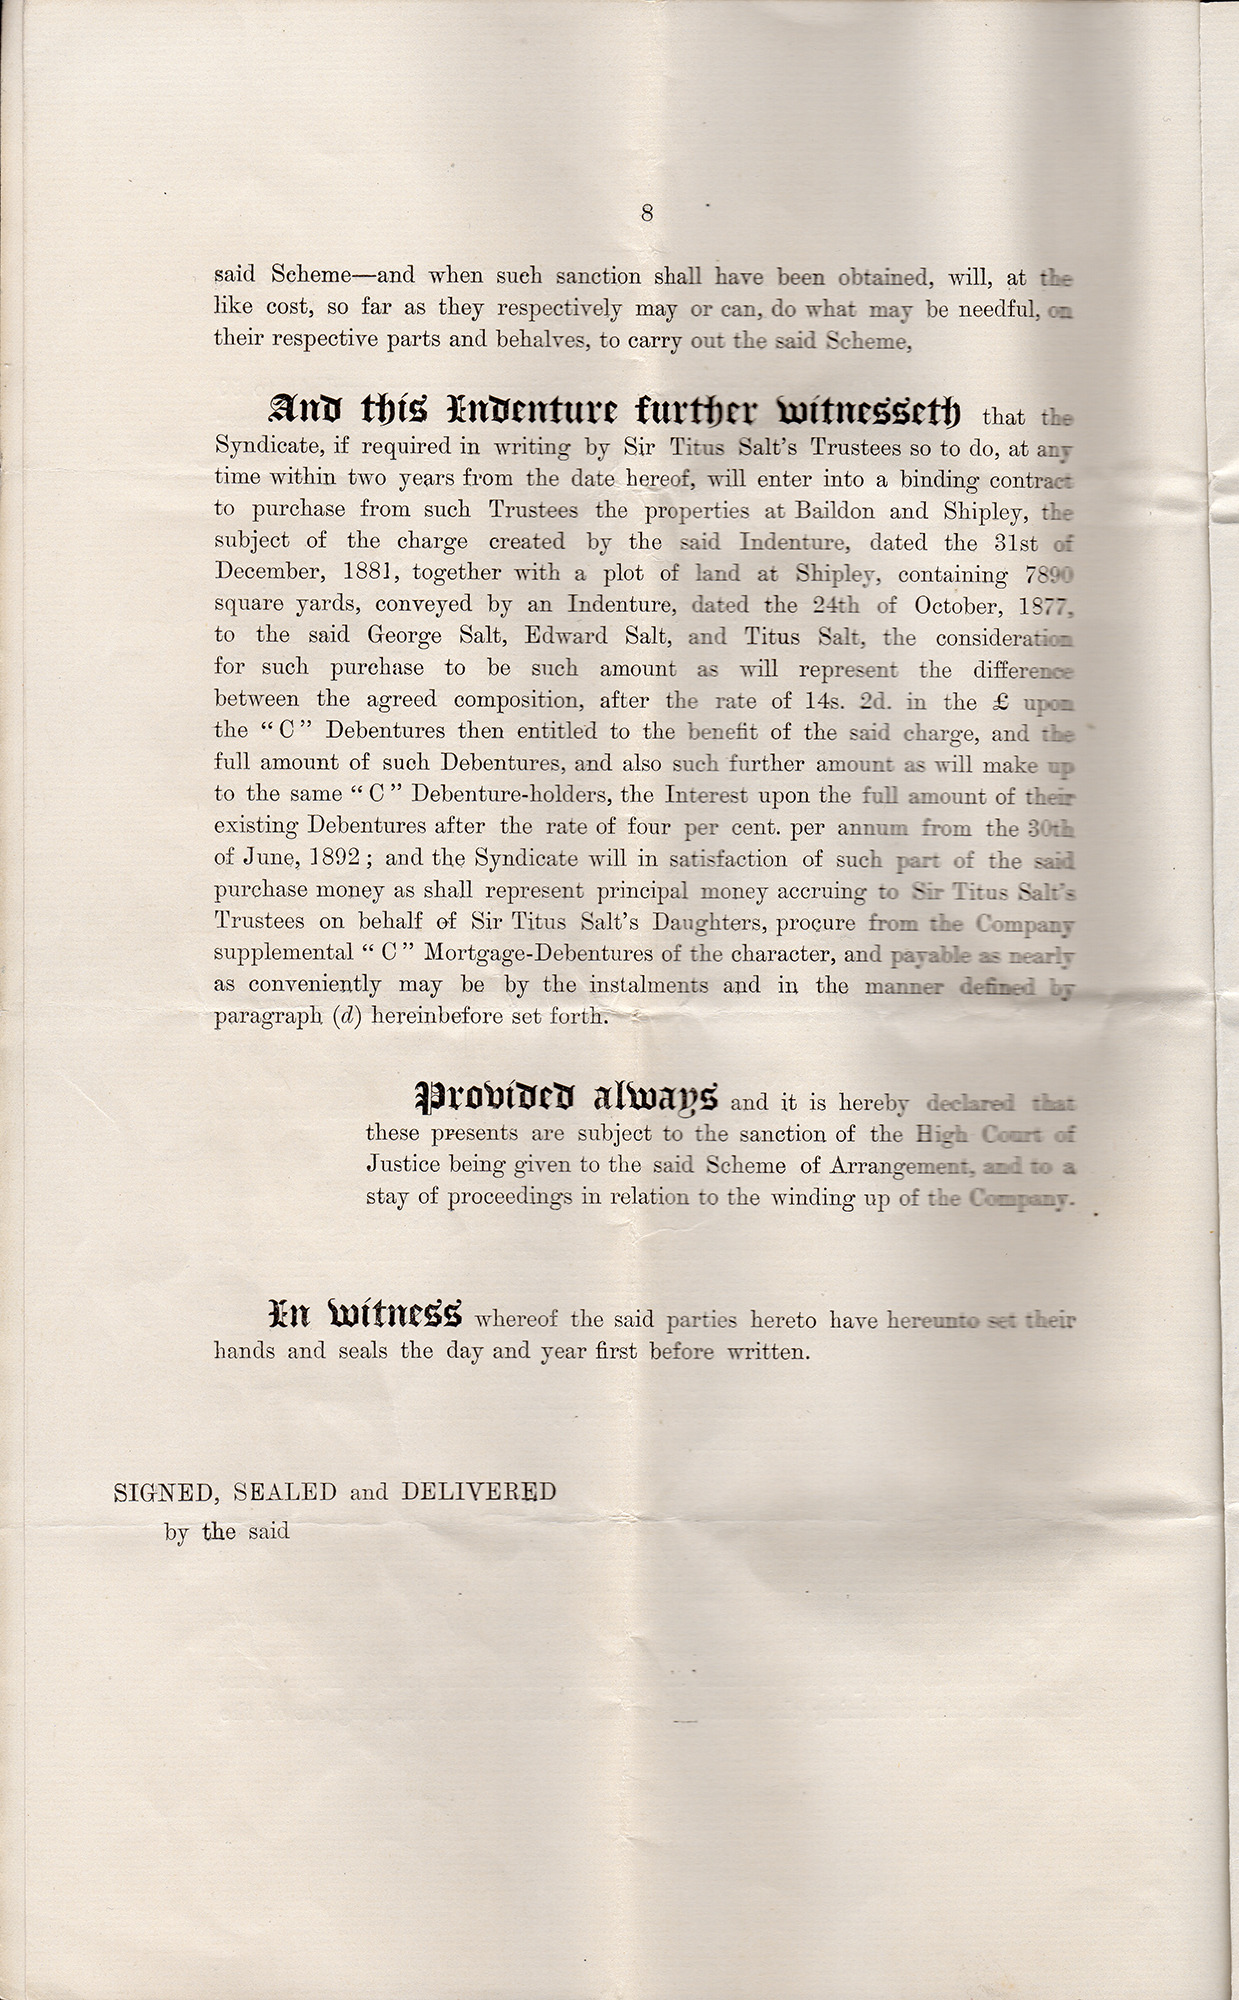 8
said Scheme—and when such sanction shall have been obtained, will, at the
like cost, so far as they respectively may or can, do what may be needful, on
their respective parts and behalves, to carry out the said Scheme,
And this Indenture further witnesseth that the
Syndicate, if required in writing by Sir Titus Salt's Trustees so to do, at any
time within two years from the date hereof, will enter into a binding contract
to purchase from such Trustees the properties at Baildon and Shipley, the
subject of the charge created by the said Indenture, dated the 31st of
December, 1881, together with a plot of land at Shipley, containing 7890
square yards, conveyed by an Indenture, dated the 24th of October, 1877,
to the said George Salt, Edward Salt, and Titus Salt, the consideration
for such purchase to be such amount as will represent the difference
between the agreed composition, after the rate of 14s. 2d. in the £ upon
the "C" Debentures then entitled to the benefit of the said charge, and the
full amount of such Debentures, and also such further amount as will make up
to the same "C" Debenture-holders, the Interest upon the full amount of their
existing Debentures after the rate of four per cent. per annum from the 30th
of June, 1892; and the Syndicate will in satisfaction of such part of the said
purchase money as shall represent principal money accruing to Sir Titus Salt's
Trustees on behalf of Sir Titus Salt's Daughters, procure from the Company
supplemental "C" Mortgage-Debentures of the character, and payable as nearly
as conveniently may be by the instalments and in the manner defined by
paragraph (d) hereinbefore set forth.
Provided always and it is hereby declared that
these presents are subject to the sanction of the High Court of
Justice being given to the said Scheme of Arrangement, and to a
stay of proceedings in relation to the winding up of the Company.
In witness whereof the said parties hereto have hereunto set their
hands and seals the day and year first before written.
SIGNED, SEALED and DELIVERED
by the said